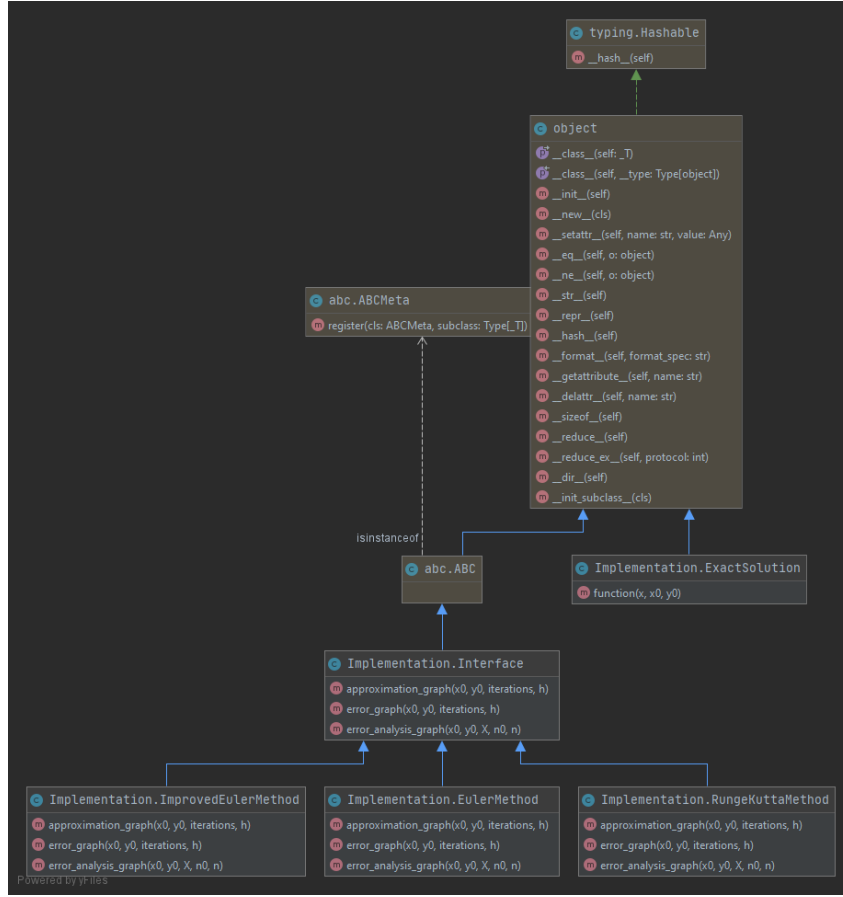 typing.Hashable
__hash__(self)
object
__class__(self: _T)
__class__(self, __type: Type[object])
__init__(self)
__new__(cls)
__setattr__(self, name: str, value: Any)
__eq__(self, o: object)
__ne__(self, o: object)
__str__(self)
__repr__(self)
__hash__(self)
__format__(self, format_spec: str)
__getattribute__(self, name: str)
__delattr__(self, name: str)
__sizeof__(self)
__reduce__(self)
__reduce_ex__(self, protocol: int)
__dir__(self)
__init_subclass__(cls)
abc.ABCMeta
register(cls: ABCMeta, subclass: Type[_T])
isinstanceof
abc.ABC
Implementation.ExactSolution
function(x, x0, y0)
Implementation.Interface
approximation_graph(x0, y0, iterations, h)
error_graph(x0, y0, iterations, h)
error_analysis_graph(x0, y0, X, n0, n)
Implementation.ImprovedEulerMethod
approximation_graph(x0, y0, iterations, h)
error_graph(x0, y0, iterations, h)
error_analysis_graph(x0, y0, X, n0, n)
Implementation.EulerMethod
approximation_graph(x0, y0, iterations, h)
error_graph(x0, y0, iterations, h)
error_analysis_graph(x0, y0, X, n0, n)
Implementation.RungeKuttaMethod
approximation_graph(x0, y0, iterations, h)
error_graph(x0, y0, iterations, h)
error_analysis_graph(x0, y0, X, n0, n)
Powered by yFiles